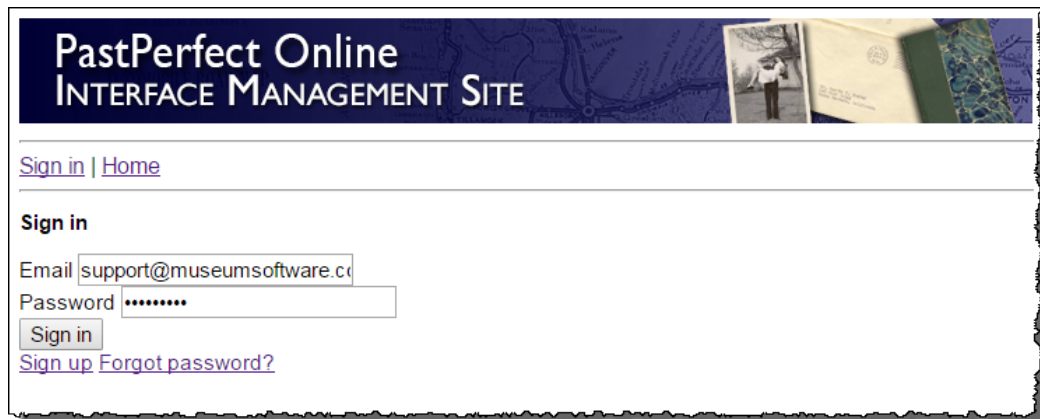 PastPerfect Online
INTERFACE MANAGEMENT SITE
Sign in | Home
Sign in
Email support@museumsoftware.c
Password •••••••••
Sign in
Sign up Forgot password?